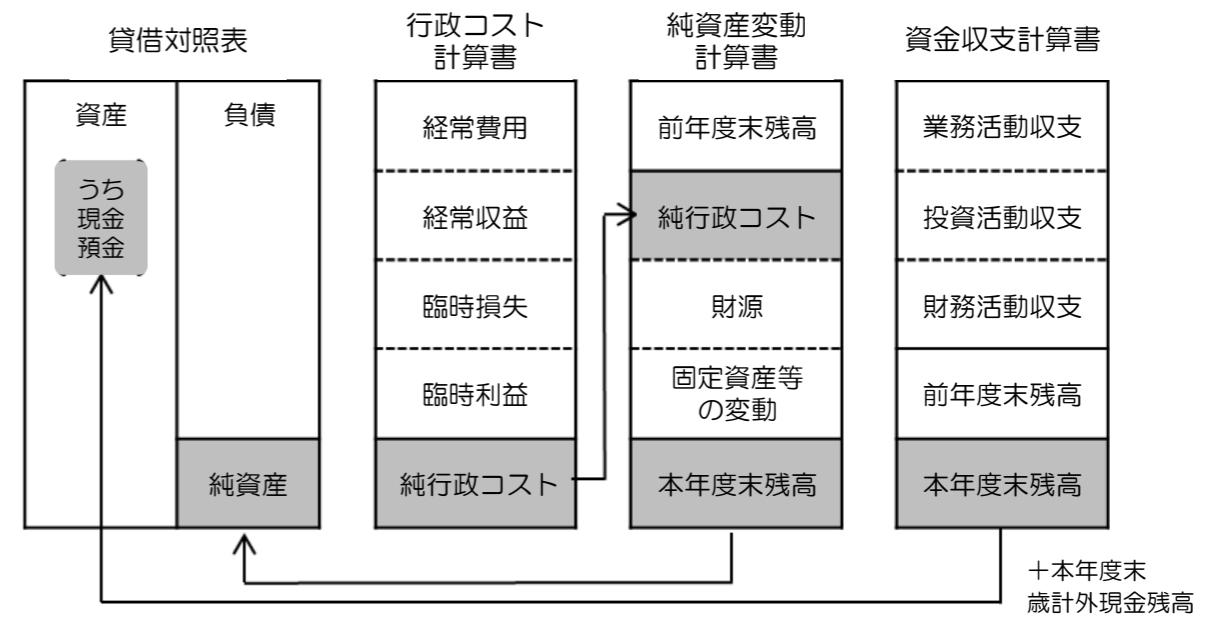 貸借対照表
資産
負債
うち
現金
預金
純資産
行政コスト
計算書
経常費用
経常収益
臨時損失
臨時利益
純行政コスト
純資産変動
計算書
前年度末残高
純行政コスト
財源
固定資産等
の変動
本年度末残高
資金収支計算書
業務活動収支
投資活動収支
財務活動収支
前年度末残高
本年度末残高
＋本年度末
歳計外現金残高